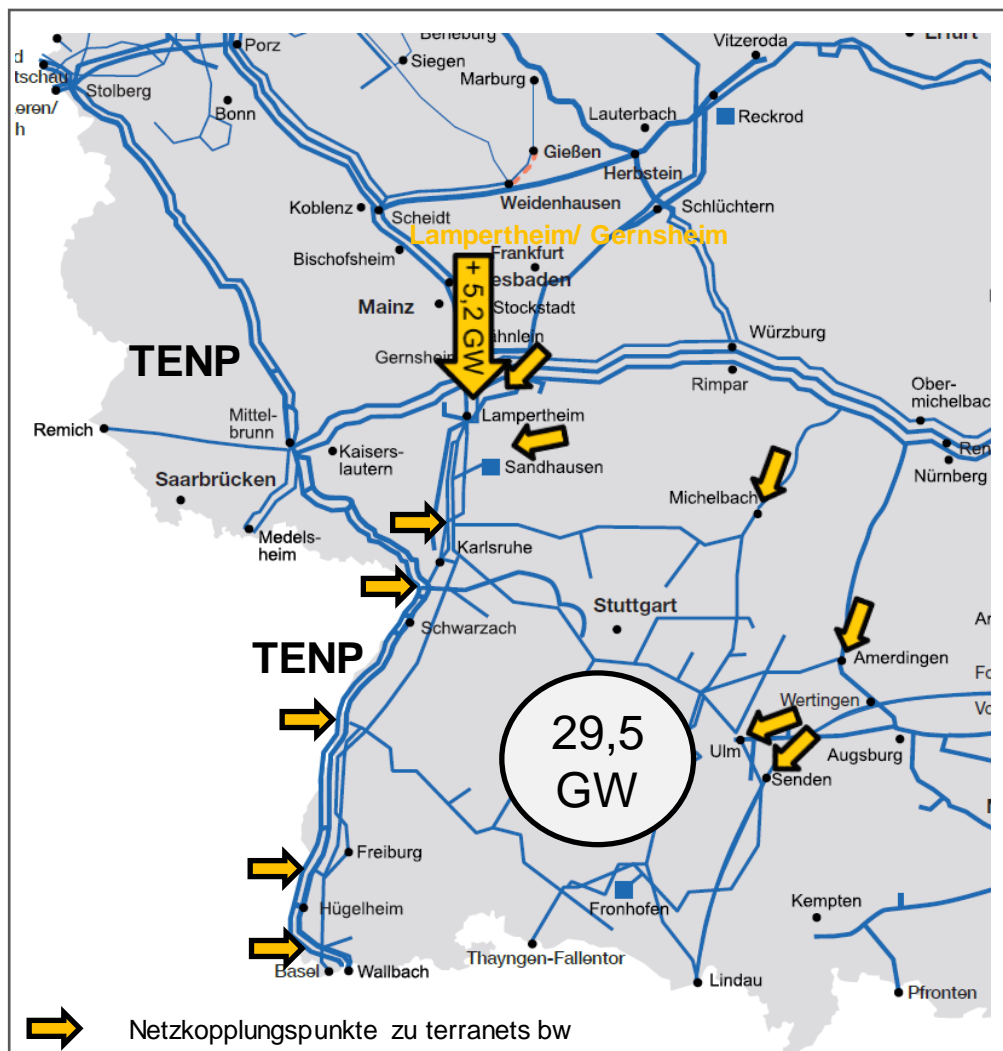 Berleburg
Erfurt
Porz
Siegen
Vitzeroda
Marburg
Stolberg
Bonn
Lauterbach
Reckrod
Gießen
Herbstein
Weidenhausen
Koblenz
Scheidt
Schlüchtern
Lampertheim/ Gernsheim
Bischofsheim
Frankfurt
Mainz
Stockstadt
+ 5,2 GW
Würzburg
TENP
Rimpar
Ober-
michelbach
Lampertheim
Remich
Mittel-
brunn
Kaisers-
lautern
Sandhausen
Nürnberg
Saarbrücken
Michelbach
Medels-
heim
Karlsruhe
Stuttgart
Schwarzach
TENP
Amerdingen
Wertingen
29,5
GW
Ulm
Augsburg
Senden
Freiburg
Fronhofen
Kempten
Hügelheim
Thayngen-Fallentor
Basel
Wallbach
Lindau
Pfronten
Netzkopplungspunkte zu terranets bw